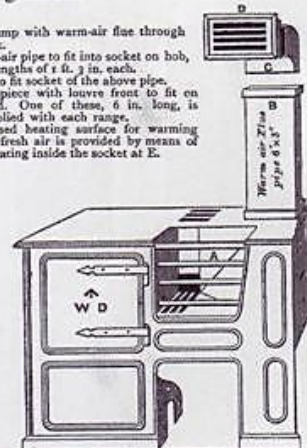 ump with warm-air flue through
-air pipe to fit into socket on hob,
engths of 1 ft. 3 in. each.
to fit socket of the above pipe.
piece with louvre front to fit on
One of these, 6 in. long, is
plied with each range.
sed heating surface for warming
fresh air is provided by means of
ating inside the socket at E.
D
C
B
Warm air Flue
pipe 6"x3"
A
W D